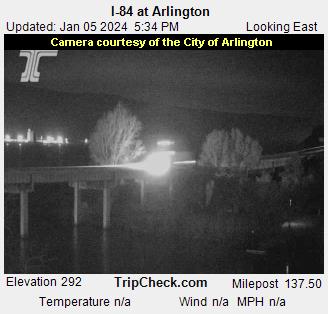 I-84 at Arlington
Updated: Jan 05 2024 5:34 PM Looking East
Camera courtesy of the City of Arlington
Elevation 292 TripCheck.com Milepost 137.50
Temperature n/a Wind n/a MPH n/a